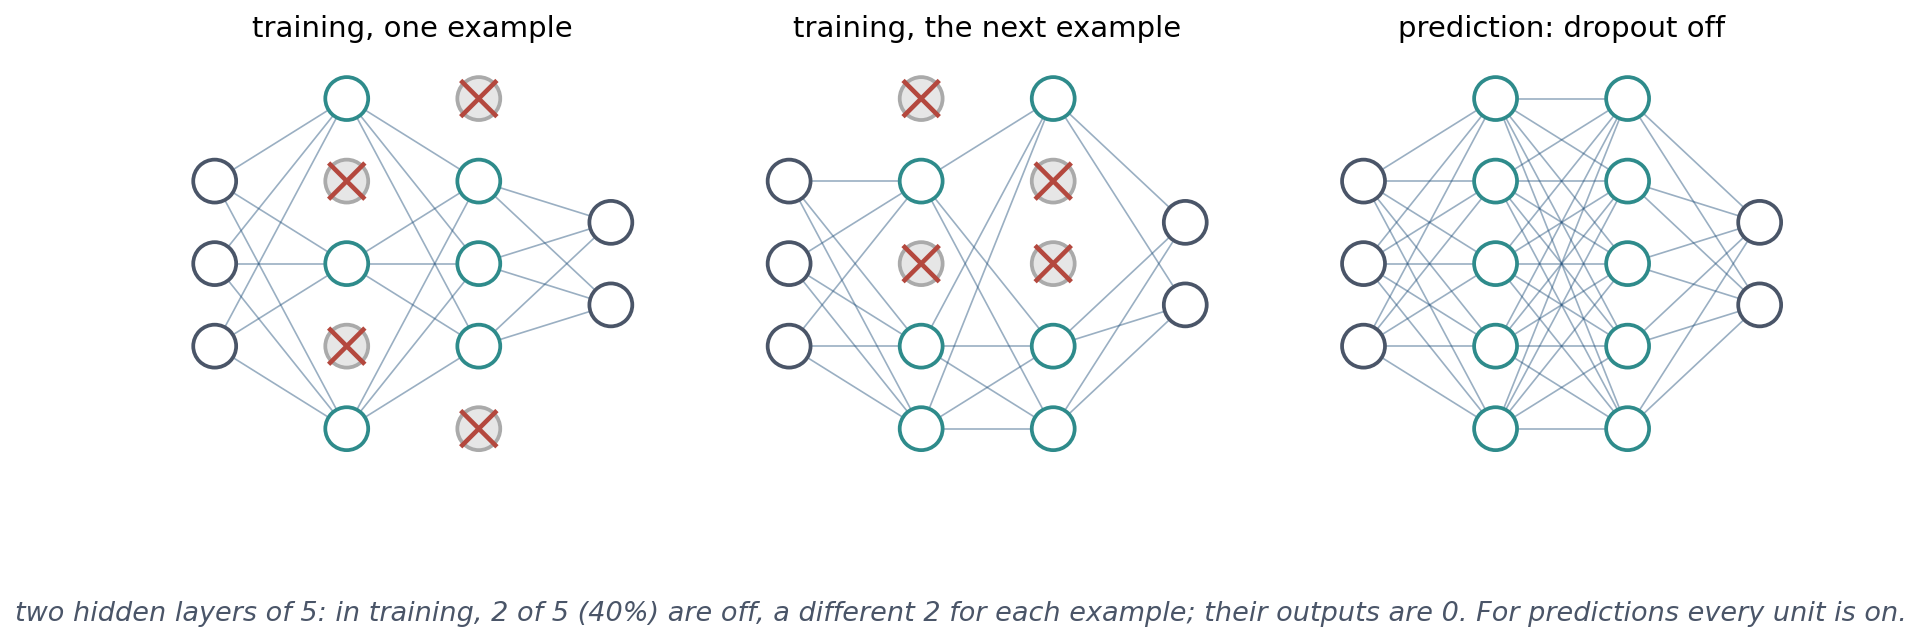 training, one example
training, the next example
prediction: dropout off
two hidden layers of 5: in training, 2 of 5 (40%) are off, a different 2 for each example; their outputs are 0. For predictions every unit is on.